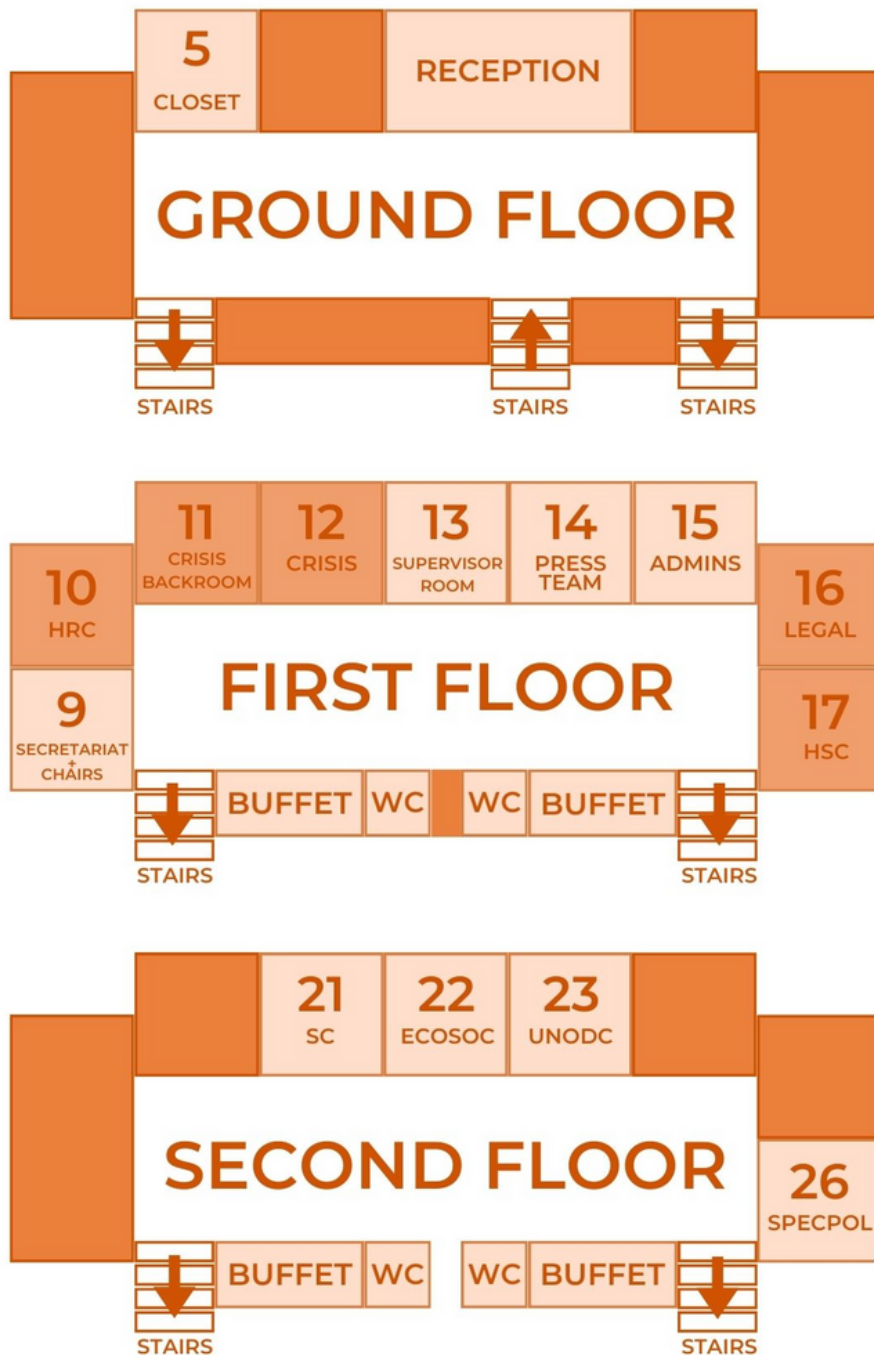 5
CLOSET
RECEPTION
GROUND FLOOR
STAIRS
STAIRS
STAIRS
11
CRISIS
BACKROOM
12
CRISIS
13
SUPERVISOR
ROOM
14
PRESS
TEAM
15
ADMINS
10
HRC
16
LEGAL
FIRST FLOOR
9
SECRETARIAT
+
CHAIRS
17
HSC
BUFFET
WC
WC
BUFFET
STAIRS
STAIRS
21
SC
22
ECOSOC
23
UNODC
SECOND FLOOR
26
SPECPOL
BUFFET
WC
WC
BUFFET
STAIRS
STAIRS